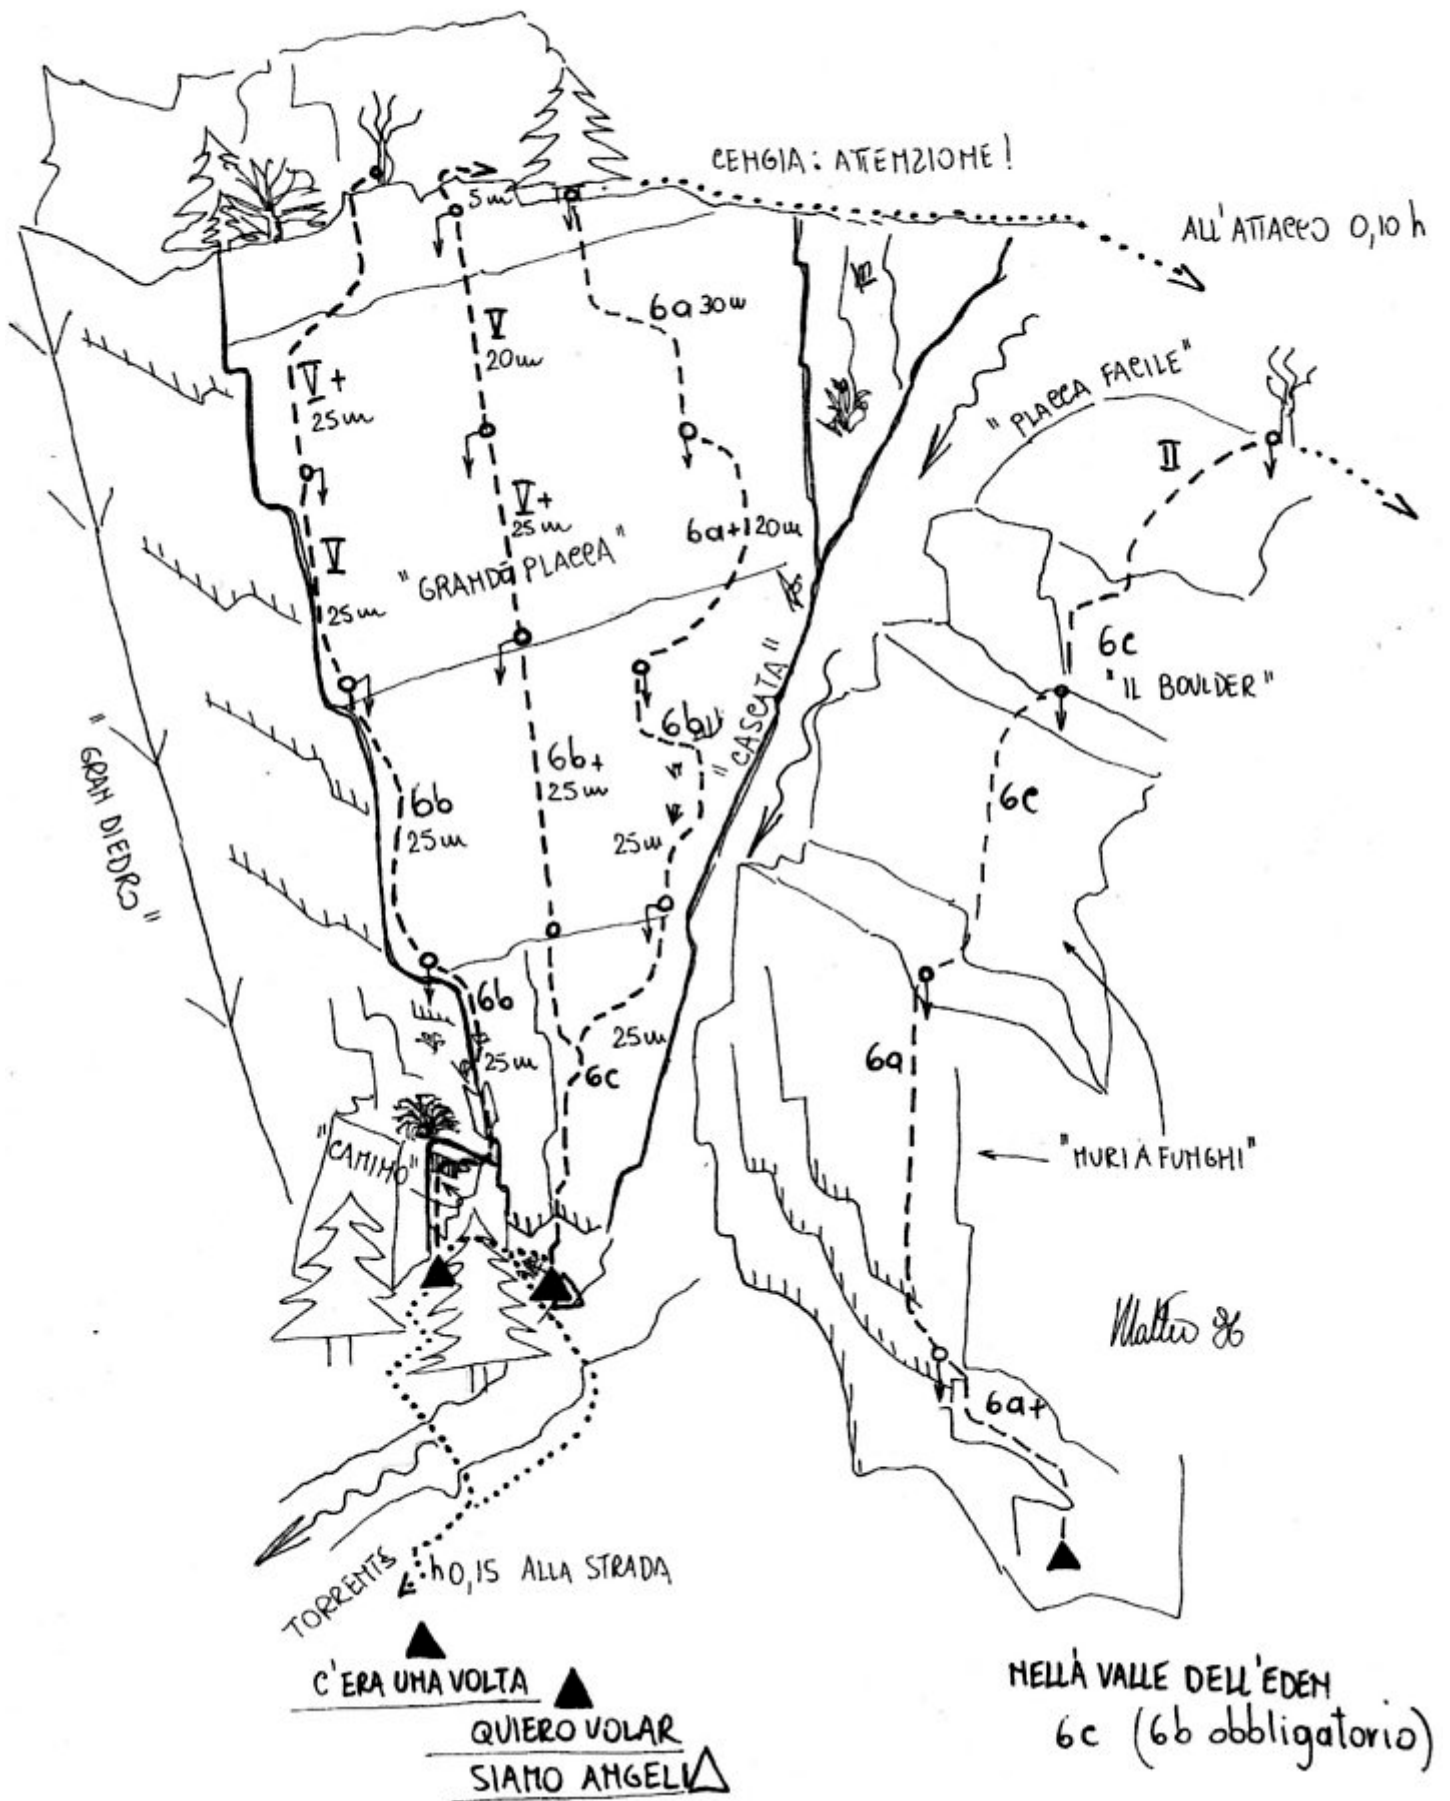 CENGIA: ATTENZIONE!
ALL'ATTACCO 0,10 h
5m
6a 30m
V
20m
V+
25m
"PLACCA FACILE"
II
V+
25m
6a+ 20m
"GRANDE PLACCA"
V
25m
6c
"IL BOULDER"
"CASCATA"
6b
6b+
25m
6c
"GRAN DIEDRO"
6b
25m
25m
6b
25m
25m
6c
6a
"CAMINO"
"MURI A FUNGHI"
Matteo 96
6a+
TORRENTE
h 0,15 ALLA STRADA
C'ERA UNA VOLTA
QUIERO VOLAR
SIAMO ANGELI
NELLA VALLE DELL'EDEN
6c (6b obbligatorio)